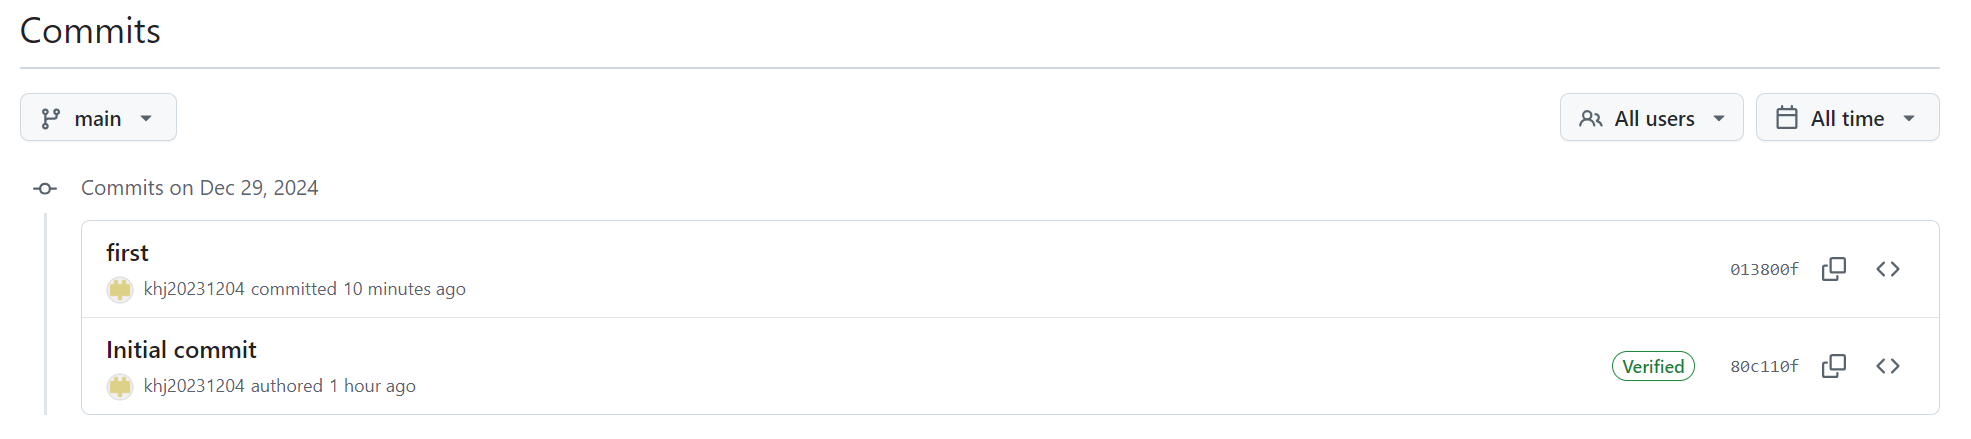 Commits
main
All users
All time
Commits on Dec 29, 2024
first
013800f
khj20231204 committed 10 minutes ago
Initial commit
Verified
80c110f
khj20231204 authored 1 hour ago